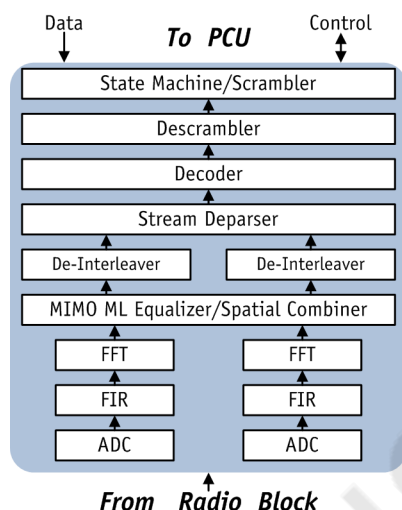 Data
To PCU
Control
State Machine/Scrambler
Descrambler
Decoder
Stream Deparser
De-Interleaver
De-Interleaver
MIMO ML Equalizer/Spatial Combiner
FFT
FFT
FIR
FIR
ADC
ADC
From Radio Block